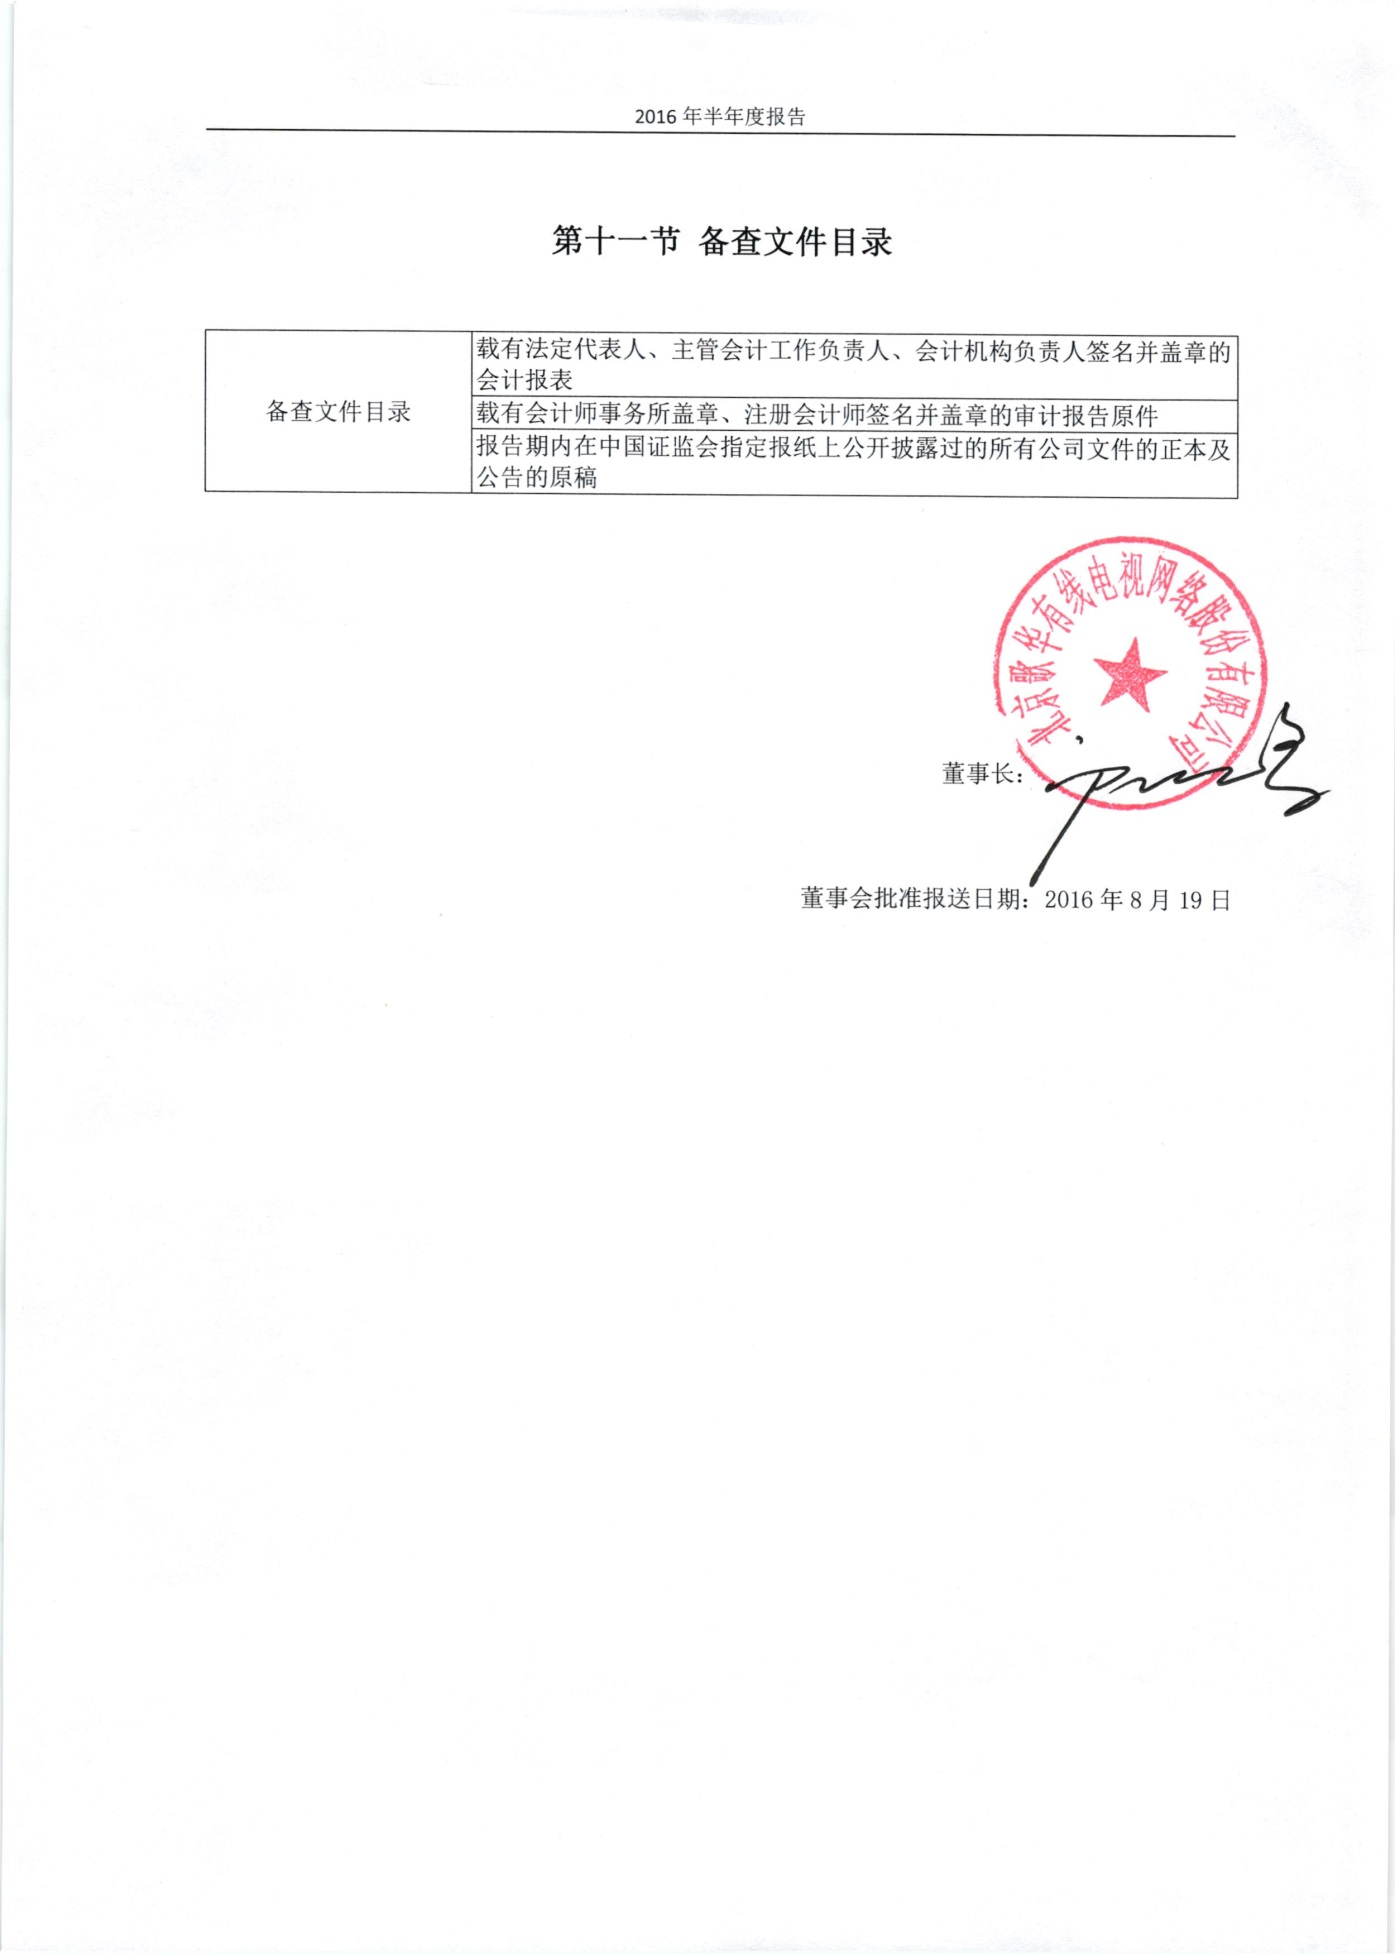 2016 年半年度报告
第十一节 备查文件目录
备查文件目录
载有法定代表人、主管会计工作负责人、会计机构负责人签名并盖章的
会计报表
载有会计师事务所盖章、注册会计师签名并盖章的审计报告原件
报告期内在中国证监会指定报纸上公开披露过的所有公司文件的正本及
公告的原稿
北京歌华有线电视网络股份有限公司
董事长：
董事会批准报送日期：2016 年 8 月 19 日